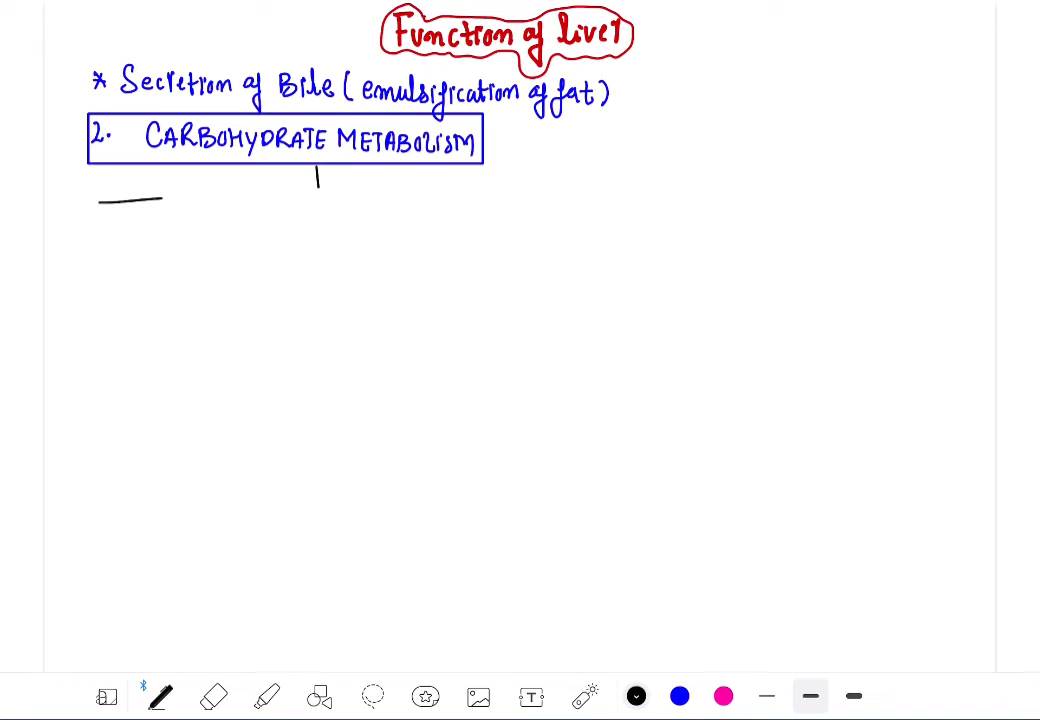 Function of liver
* Secretion of Bile (emulsification of fat)
2. CARBOHYDRATE METABOLISM